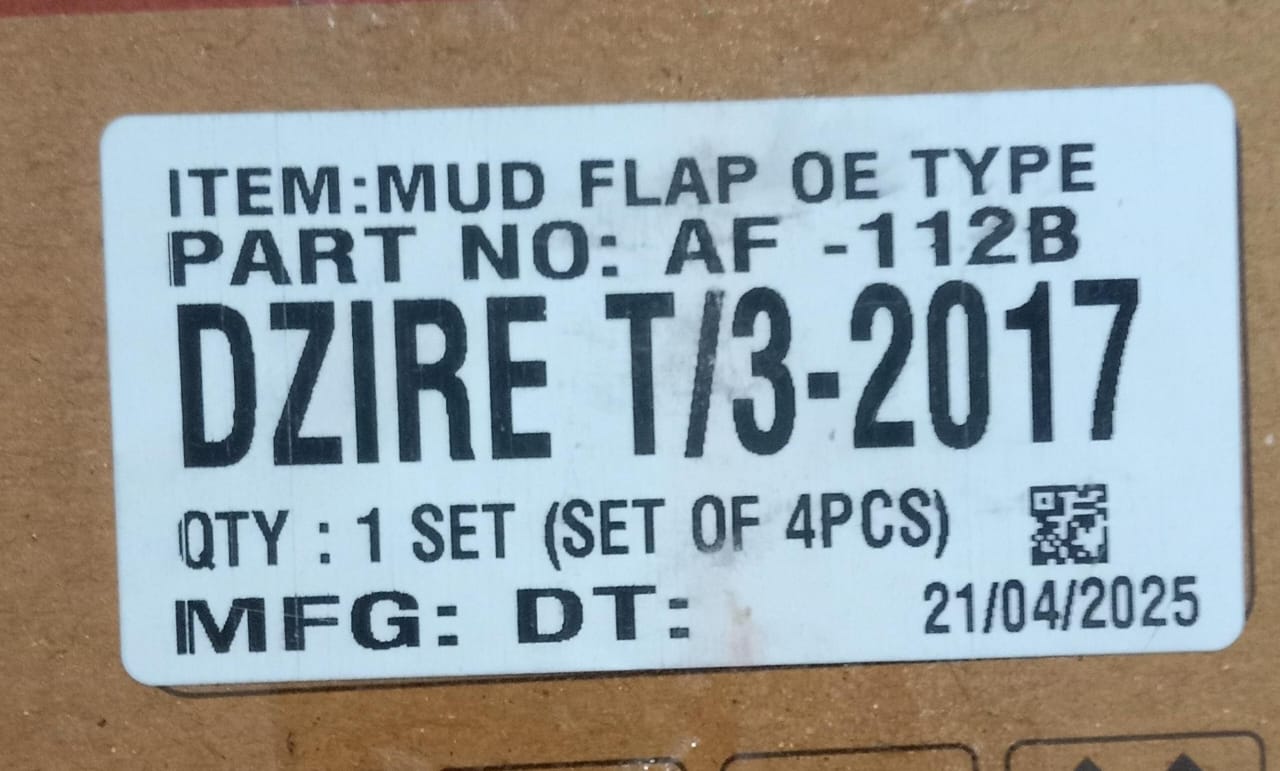 ITEM:MUD FLAP OE TYPE
PART NO: AF -112B
DZIRE T/3-2017
QTY : 1 SET (SET OF 4PCS)
MFG: DT: 21/04/2025